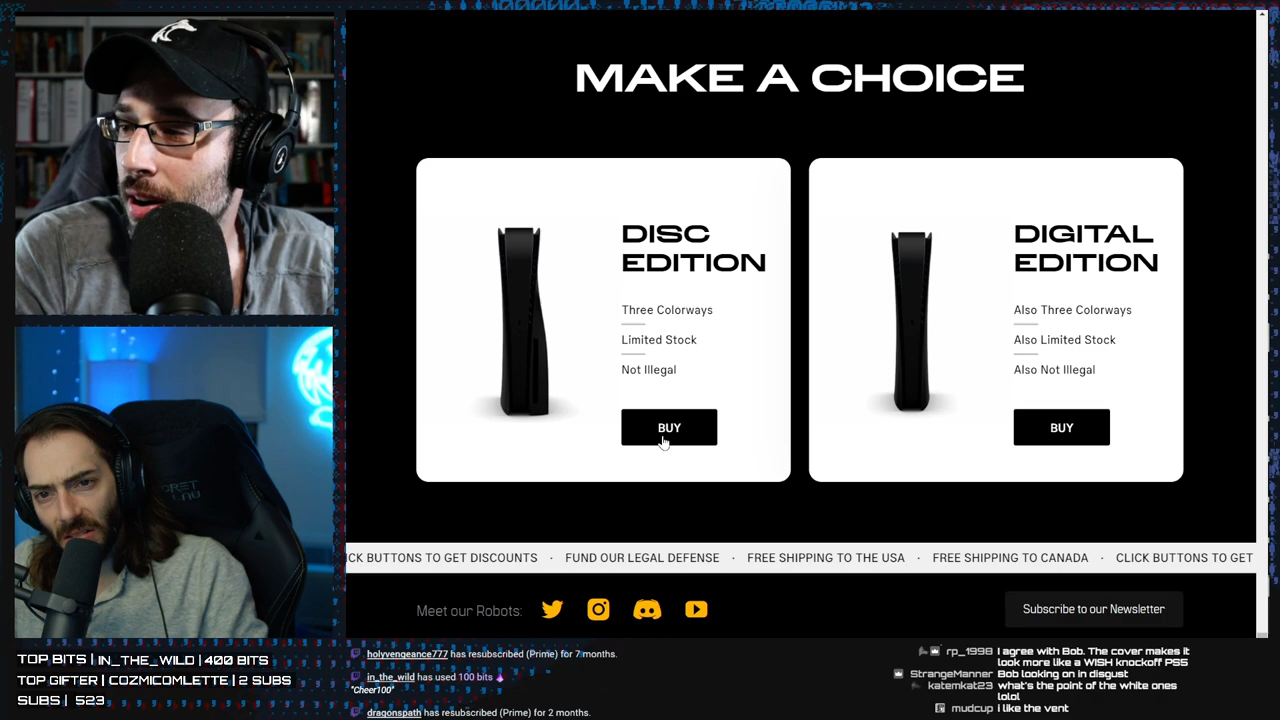 MAKE A CHOICE
DISC
EDITION
Three Colorways
Limited Stock
Not Illegal
BUY
DIGITAL
EDITION
Also Three Colorways
Also Limited Stock
Also Not Illegal
BUY
ICK BUTTONS TO GET DISCOUNTS · FUND OUR LEGAL DEFENSE · FREE SHIPPING TO THE USA · FREE SHIPPING TO CANADA · CLICK BUTTONS TO GET
Meet our Robots:
Subscribe to our Newsletter
TOP BITS | IN_THE_WILD | 400 BITS
TOP GIFTER | COZMICOMLETTE | 2 SUBS
SUBS | 523
holyvengeance777 has resubscribed (Prime) for 7 months.
in_the_wild has used 100 bits
"Cheer100"
dragonspath has resubscribed (Prime) for 2 months.
rp_1998 I agree with Bob. The cover makes it
look more like a WISH knockoff PS5
StrangeManner Bob looking on in disgust
katemkat23 what's the point of the white ones
lolol
mudcup i like the vent